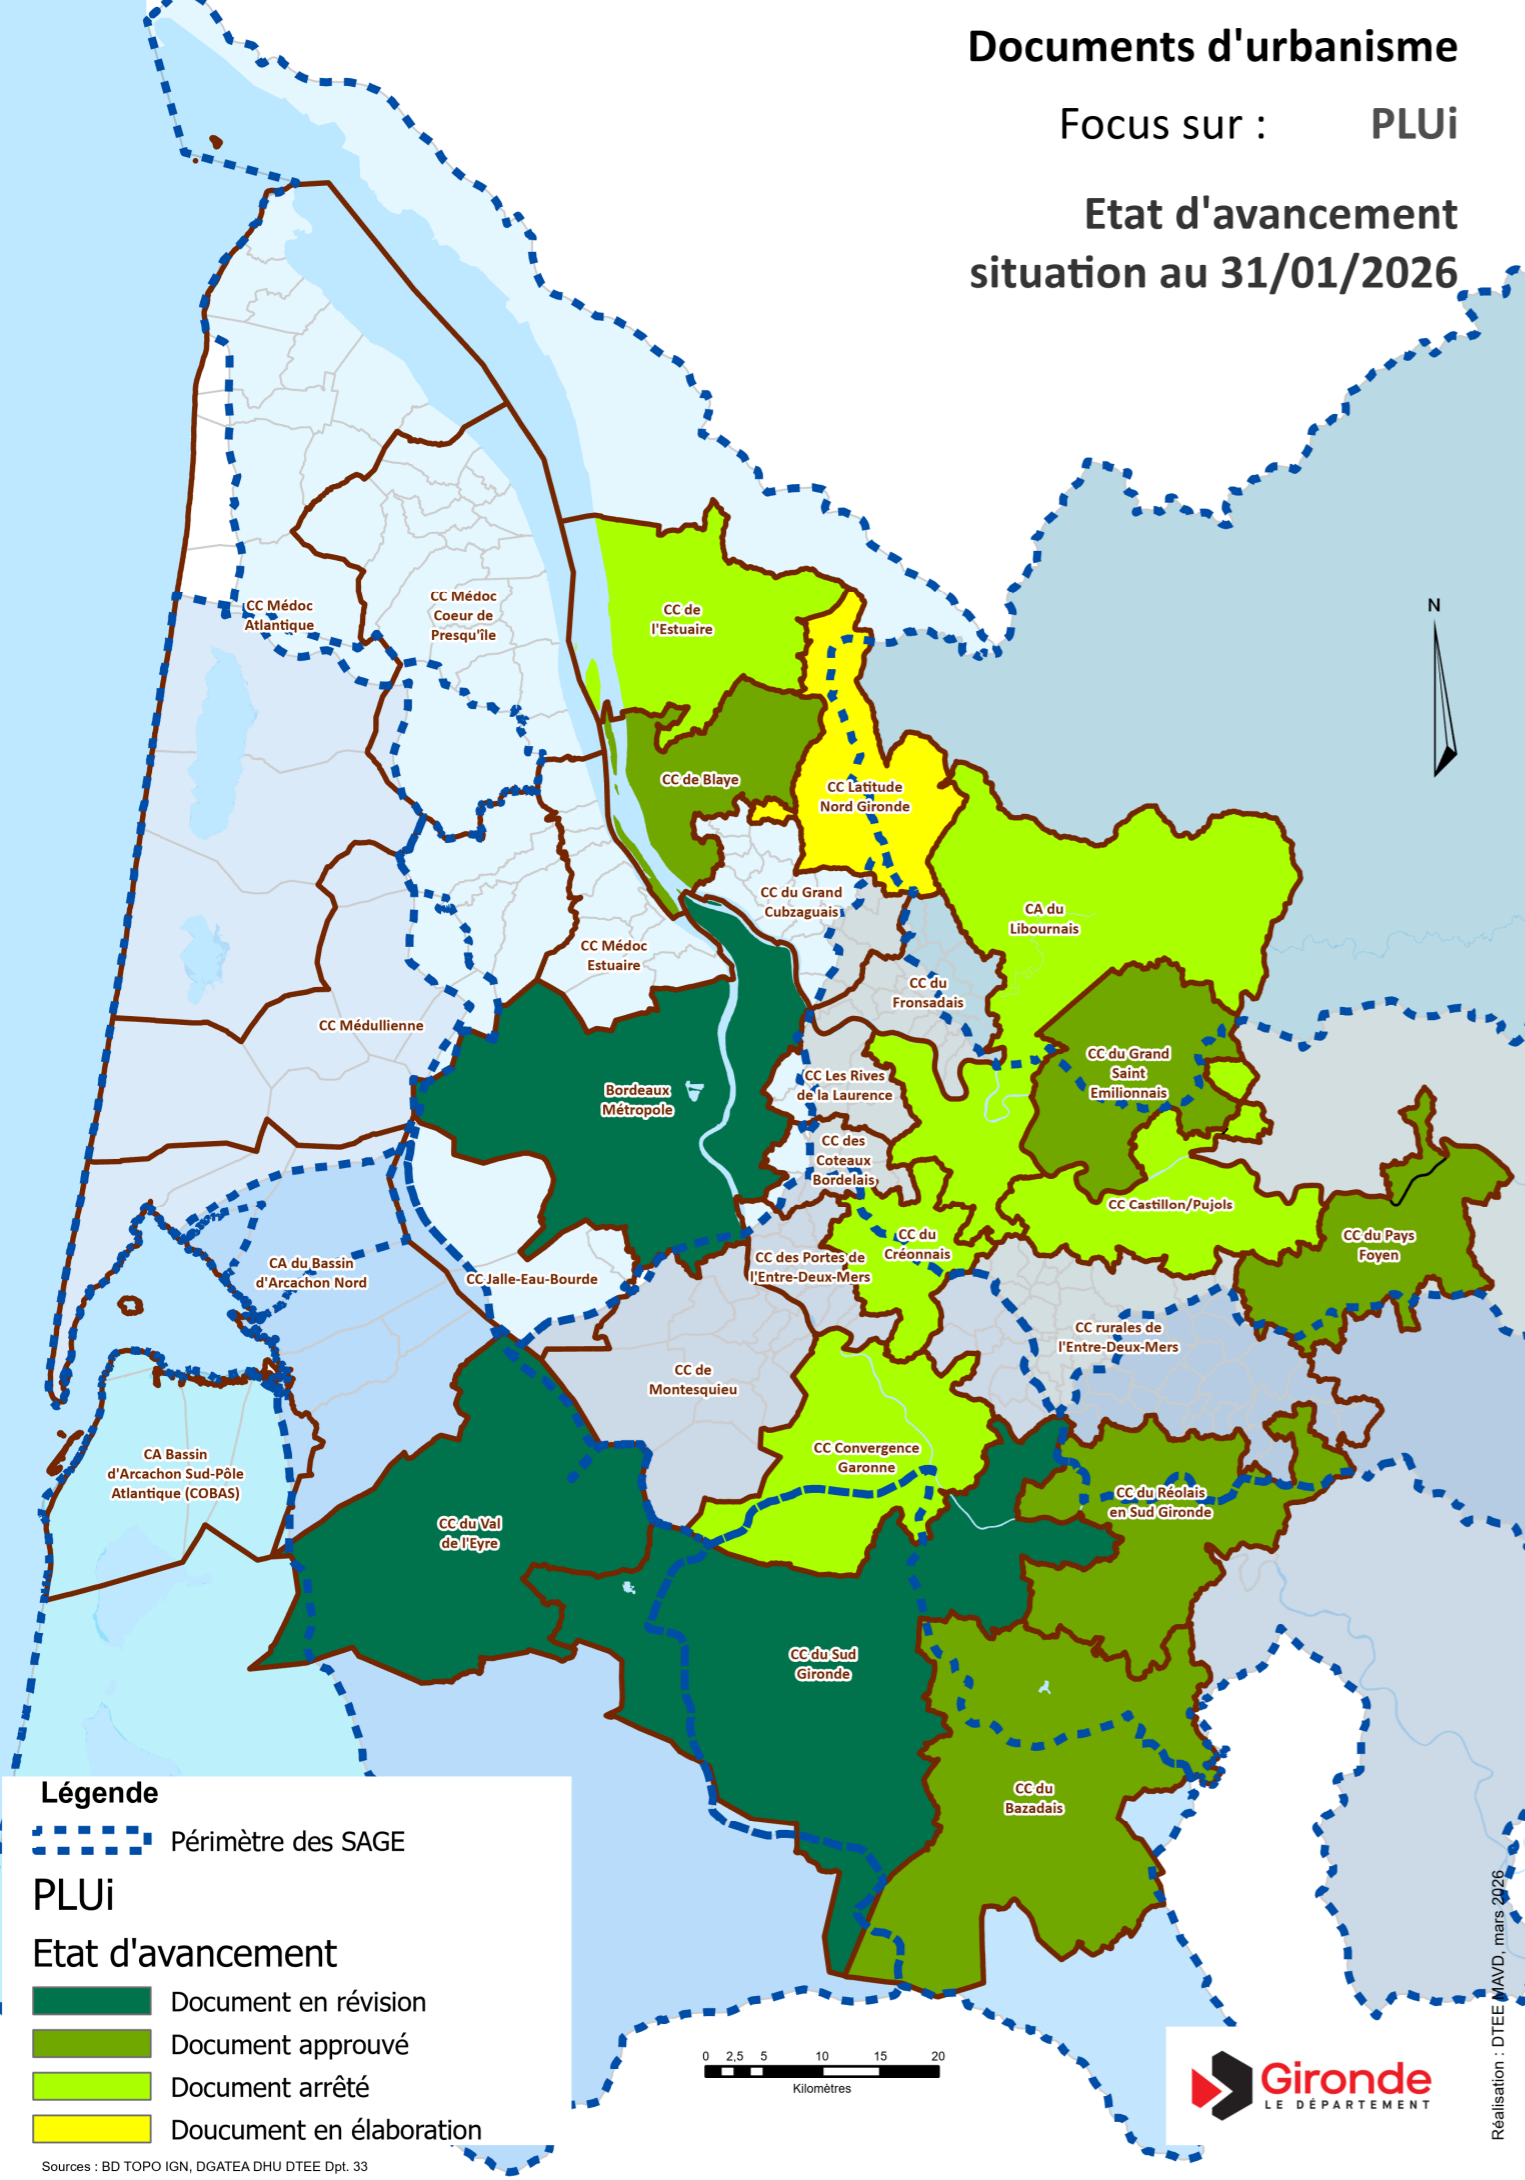 Documents d'urbanisme
Focus sur : PLUi
Etat d'avancement
situation au 31/01/2026
N
CC Médoc
Atlantique
CC Médoc
Coeur de
Presqu'île
CC de
l'Estuaire
CC de Blaye
CC Latitude
Nord Gironde
CC du Grand
Cubzaguais
CA du
Libournais
CC Médoc
Estuaire
CC du
Fronsadais
CC Médullienne
CC du Grand
Saint
Emilionnais
Bordeaux
Métropole
CC Les Rives
de la Laurence
CC des
Coteaux
Bordelais
CC Castillon/Pujols
CC du Pays
Foyen
CC du
Créonnais
CC des Portes de
l'Entre-Deux-Mers
CA du Bassin
d'Arcachon Nord
CC Jalle-Eau-Bourde
CC rurales de
l'Entre-Deux-Mers
CC de
Montesquieu
CC Convergence
Garonne
CA Bassin
d'Arcachon Sud-Pôle
Atlantique (COBAS)
CC du Réolais
en Sud Gironde
CC du Val
de l'Eyre
CC du Sud
Gironde
CC du
Bazadais
Légende
Périmètre des SAGE
PLUi
Etat d'avancement
Document en révision
Document approuvé
Document arrêté
Doucument en élaboration
Sources : BD TOPO IGN, DGATEA DHU DTEE Dpt. 33
0 2,5 5 10 15 20
Kilomètres
Gironde
LE DÉPARTEMENT
Réalisation : DTEE MAVD, mars 2026